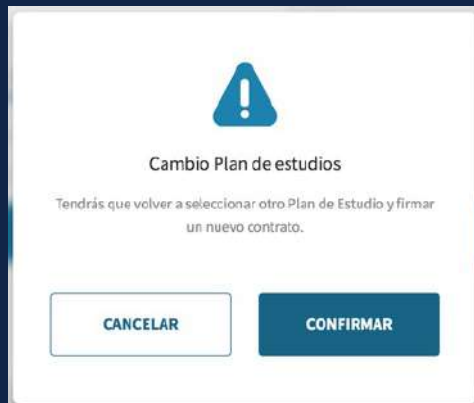 Cambio Plan de estudios
Tendrás que volver a seleccionar otro Plan de Estudio y firmar
un nuevo contrato.
CANCELAR
CONFIRMAR